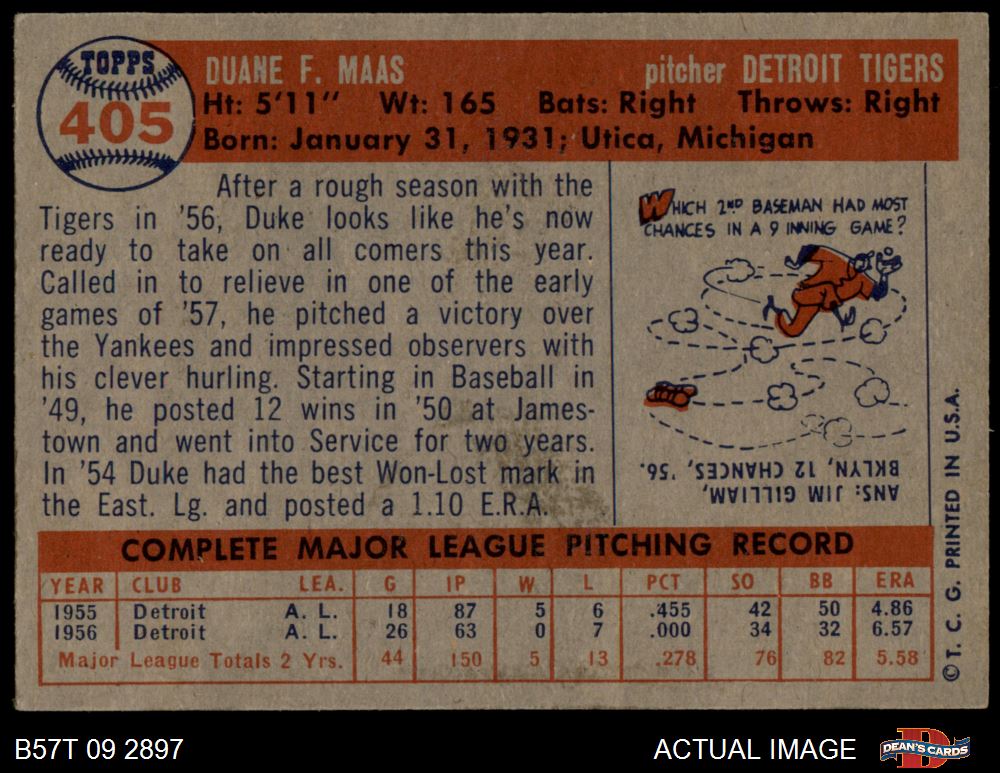 TOPPS
405
DUANE F. MAAS pitcher DETROIT TIGERS
Ht: 5'11" Wt: 165 Bats: Right Throws: Right
Born: January 31, 1931; Utica, Michigan
After a rough season with the
Tigers in '56, Duke looks like he's now
ready to take on all comers this year.
Called in to relieve in one of the early
games of '57, he pitched a victory over
the Yankees and impressed observers with
his clever hurling. Starting in Baseball in
'49, he posted 12 wins in '50 at James-
town and went into Service for two years.
In '54 Duke had the best Won-Lost mark in
the East. Lg. and posted a 1.10 E.R.A.
WHICH 2ND BASEMAN HAD MOST
CHANCES IN A 9 INNING GAME?
ANS: JIM GILLIAM,
BKLYN, 12 CHANCES, '56.
COMPLETE MAJOR LEAGUE PITCHING RECORD
YEAR CLUB LEA. G IP W L PCT SO BB ERA
1955 Detroit A. L. 18 87 5 6 .455 42 50 4.86
1956 Detroit A. L. 26 63 0 7 .000 34 32 6.57
Major League Totals 2 Yrs. 44 150 5 13 .278 76 82 5.58
© T. C. G. PRINTED IN U.S.A.
B57T 09 2897 ACTUAL IMAGE
DEAN'S CARDS